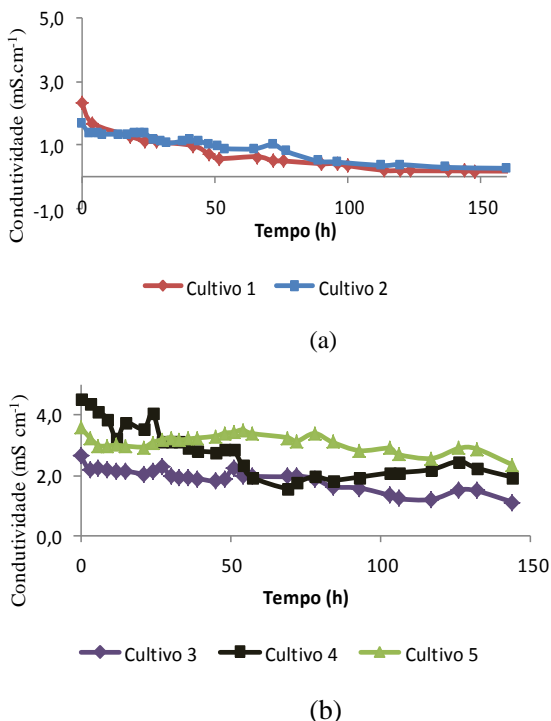 Condutividade (mS.cm⁻¹)
5,0
3,0
1,0
-1,0
0
50
100
150
Tempo (h)
Cultivo 1
Cultivo 2
(a)
Condutividade (mS cm⁻¹)
4,0
2,0
0,0
0
50
100
150
Tempo (h)
Cultivo 3
Cultivo 4
Cultivo 5
(b)